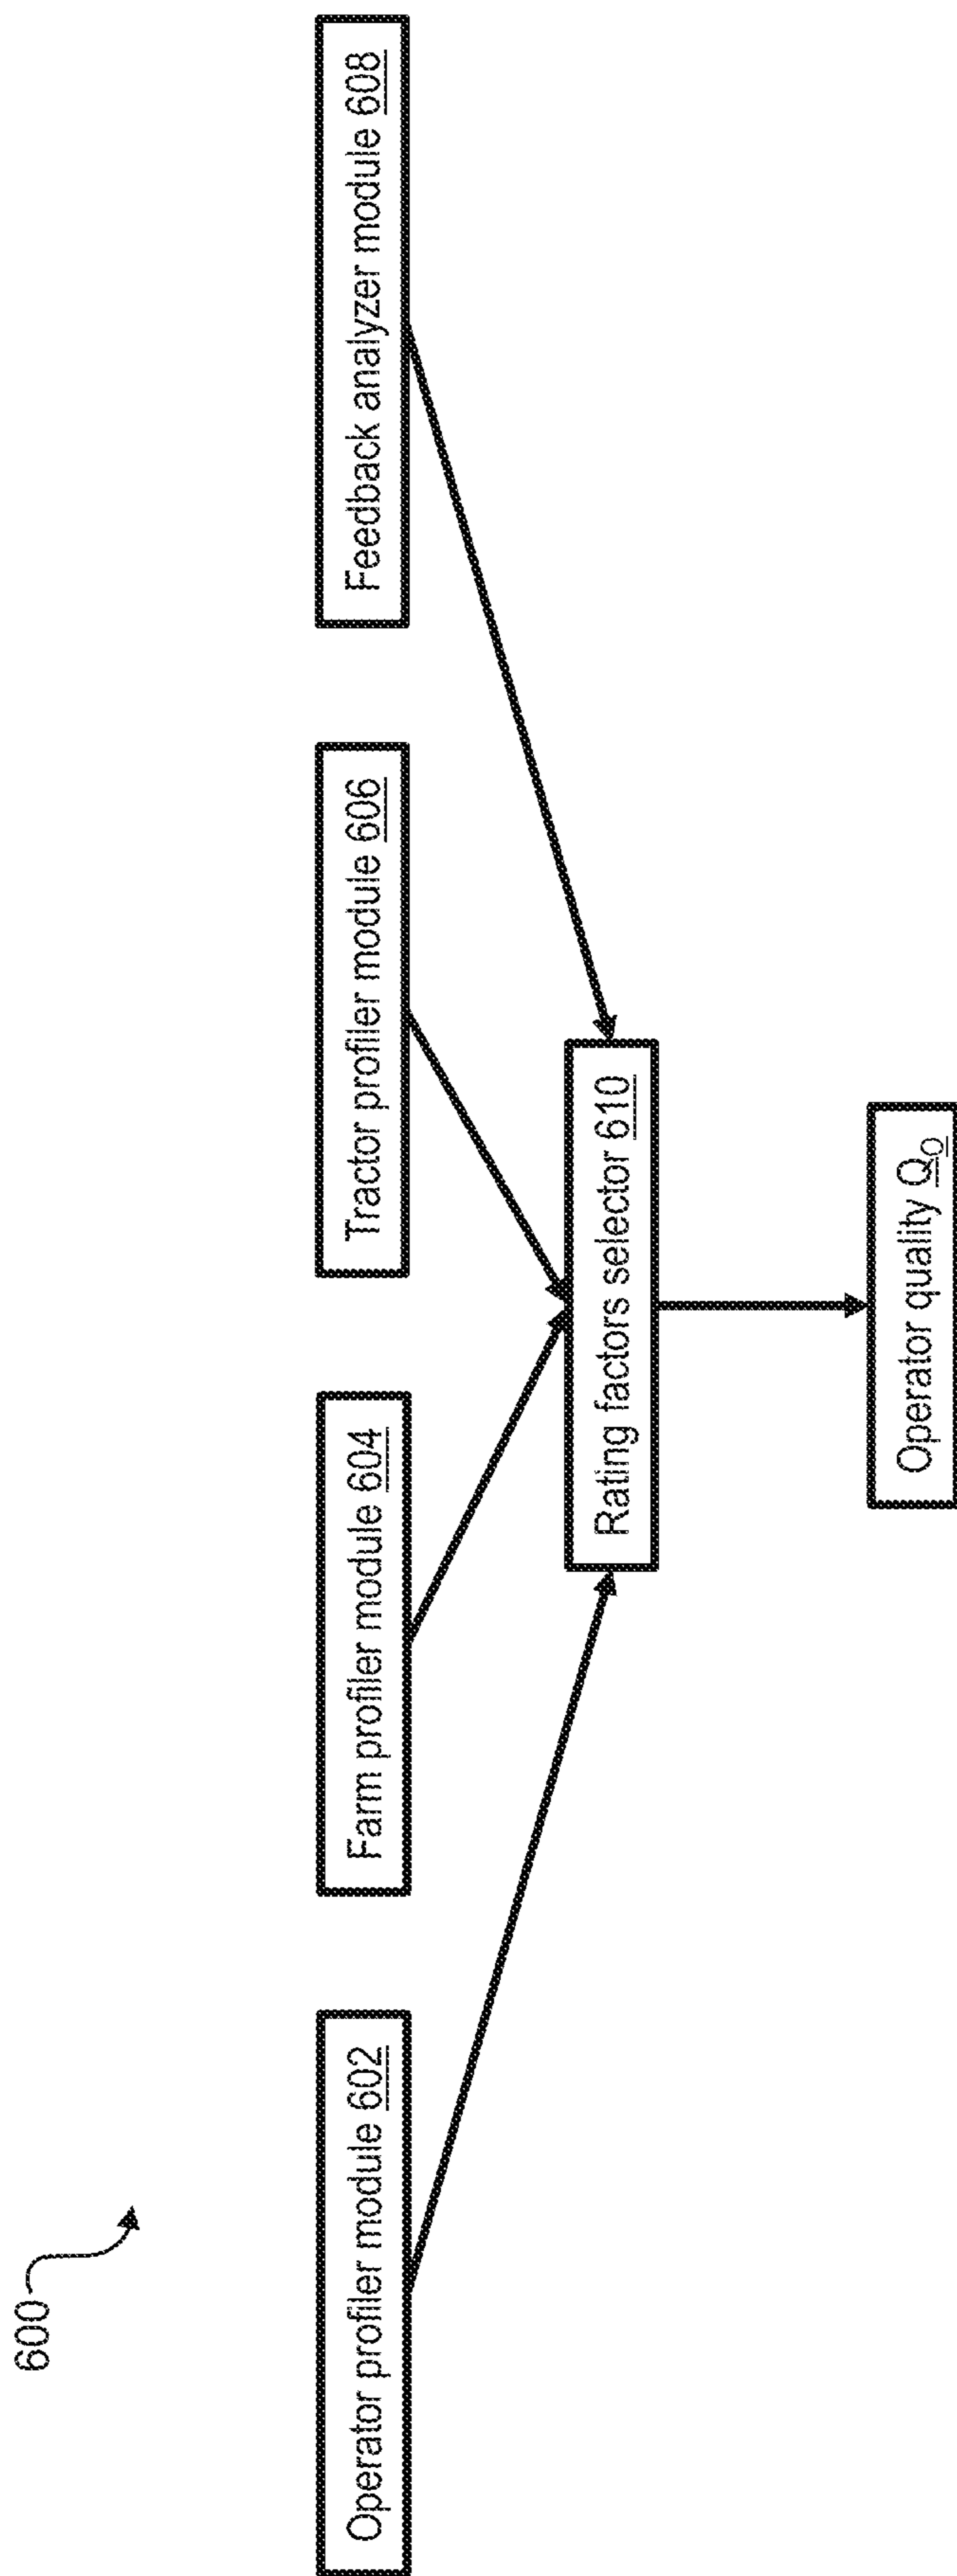 600
Operator profiler module 602
Farm profiler module 604
Tractor profiler module 606
Feedback analyzer module 608
Rating factors selector 610
Operator quality Qo